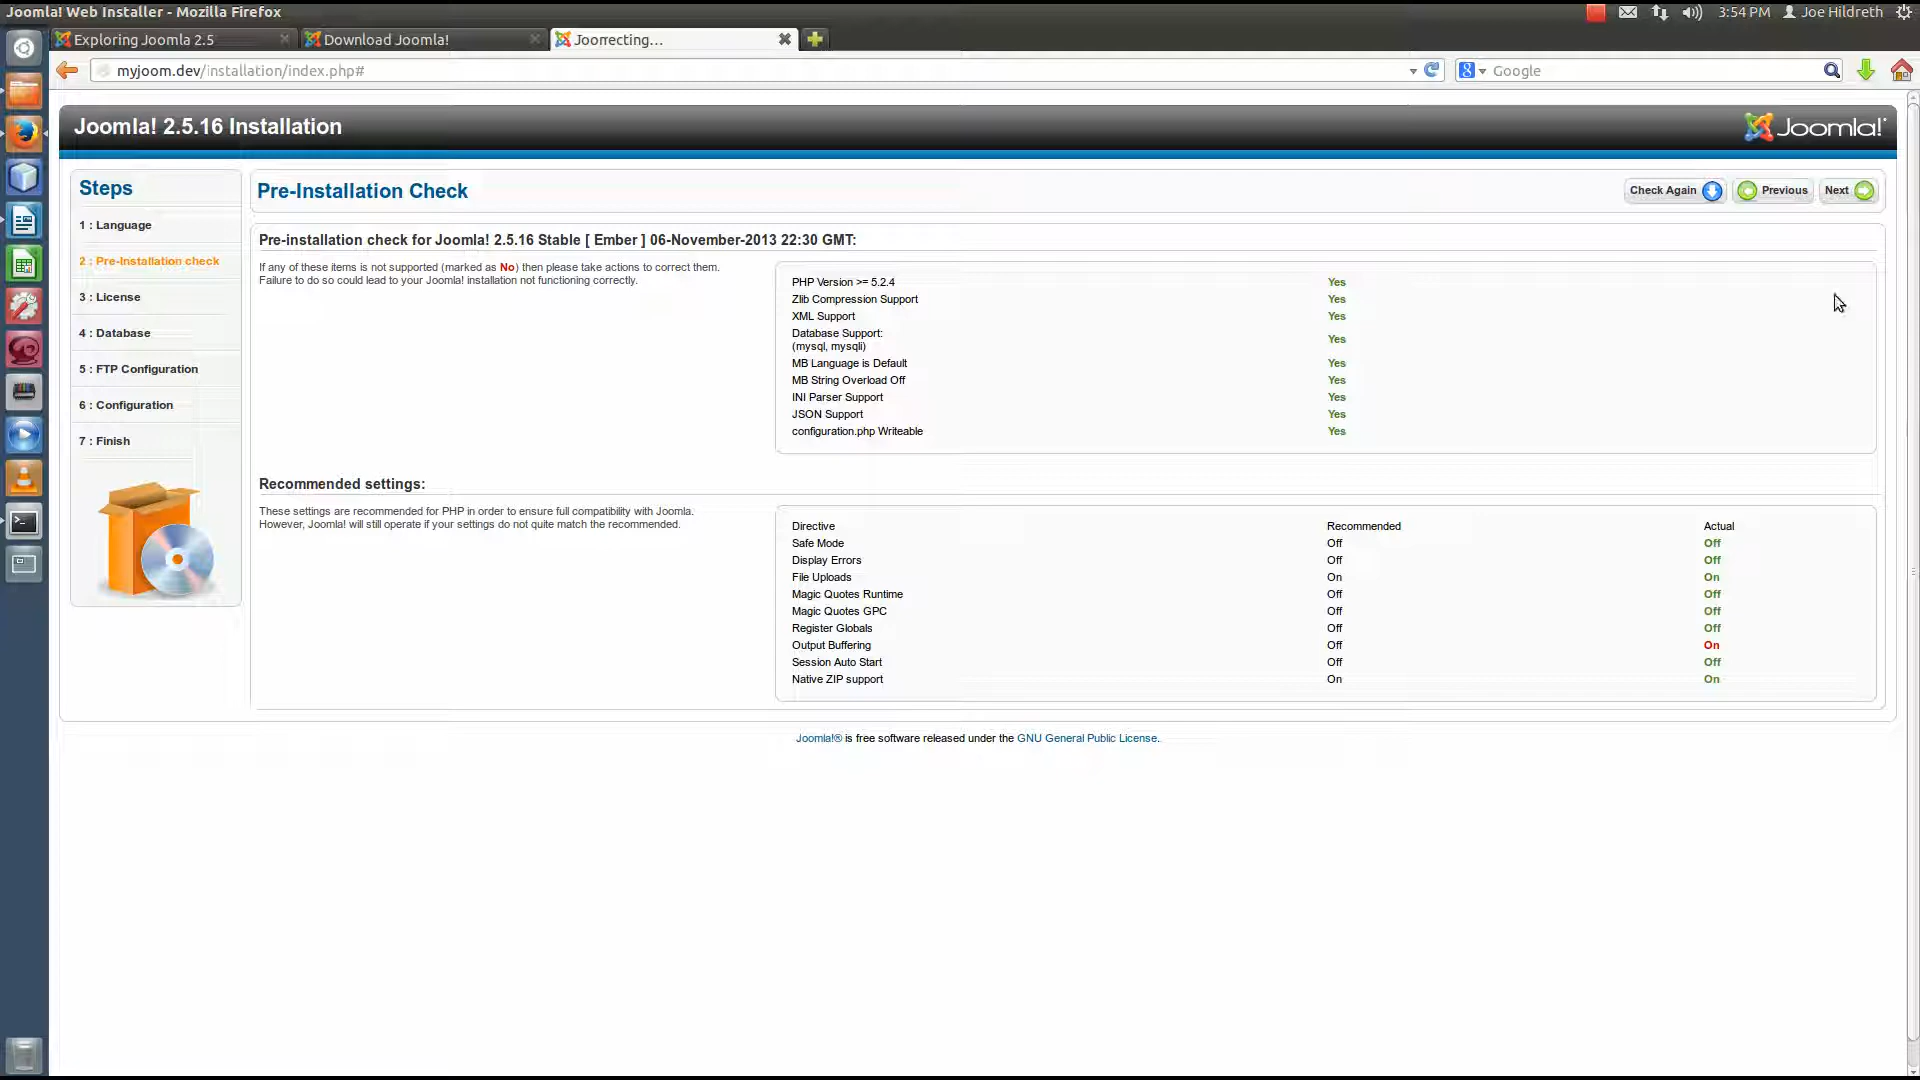 Joomla! Web Installer - Mozilla Firefox
3:54 PM Joe Hildreth
Exploring Joomla 2.5
Download Joomla!
Joomrecting...
myjoom.dev/installation/index.php#
Google
Joomla! 2.5.16 Installation
Joomla!
Steps
1 : Language
2 : Pre-Installation check
3 : License
4 : Database
5 : FTP Configuration
6 : Configuration
7 : Finish
Pre-Installation Check
Check Again
Previous
Next
Pre-installation check for Joomla! 2.5.16 Stable [ Ember ] 06-November-2013 22:30 GMT:
If any of these items is not supported (marked as No) then please take actions to correct them.
Failure to do so could lead to your Joomla! installation not functioning correctly.
PHP Version >= 5.2.4 Yes
Zlib Compression Support Yes
XML Support Yes
Database Support:
(mysql, mysqli) Yes
MB Language is Default Yes
MB String Overload Off Yes
INI Parser Support Yes
JSON Support Yes
configuration.php Writeable Yes
Recommended settings:
These settings are recommended for PHP in order to ensure full compatibility with Joomla.
However, Joomla! will still operate if your settings do not quite match the recommended.
Directive Recommended Actual
Safe Mode Off Off
Display Errors Off Off
File Uploads On On
Magic Quotes Runtime Off Off
Magic Quotes GPC Off Off
Register Globals Off Off
Output Buffering Off On
Session Auto Start Off Off
Native ZIP support On On
Joomla!® is free software released under the GNU General Public License.